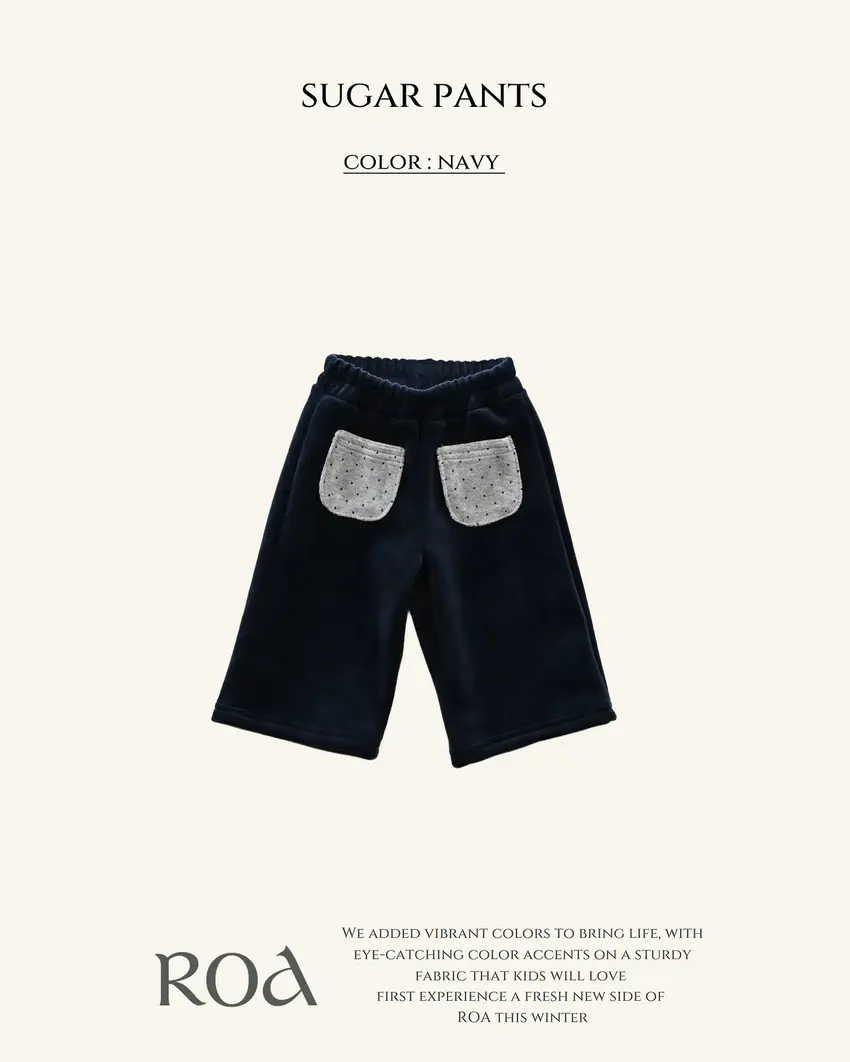 SUGAR PANTS
COLOR : NAVY
WE ADDED VIBRANT COLORS TO BRING LIFE, WITH
EYE-CATCHING COLOR ACCENTS ON A STURDY
FABRIC THAT KIDS WILL LOVE
FIRST EXPERIENCE A FRESH NEW SIDE OF
ROA THIS WINTER
ROA